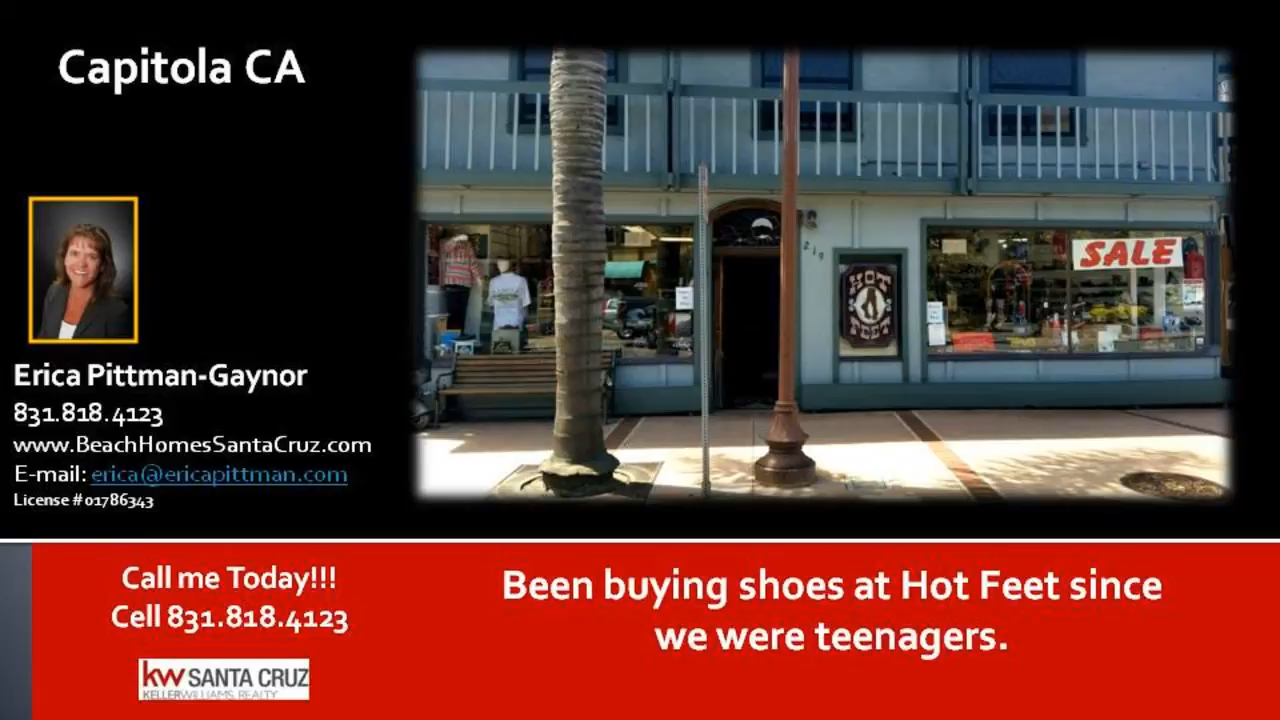 Capitola CA
Erica Pittman-Gaynor
831.818.4123
www.BeachHomesSantaCruz.com
E-mail: erica@ericapittman.com
License #01786343
219
HOT
FEET
SALE
Call me Today!!!
Cell 831.818.4123
kw SANTA CRUZ
KELLERWILLIAMS. REALTY
Been buying shoes at Hot Feet since
we were teenagers.